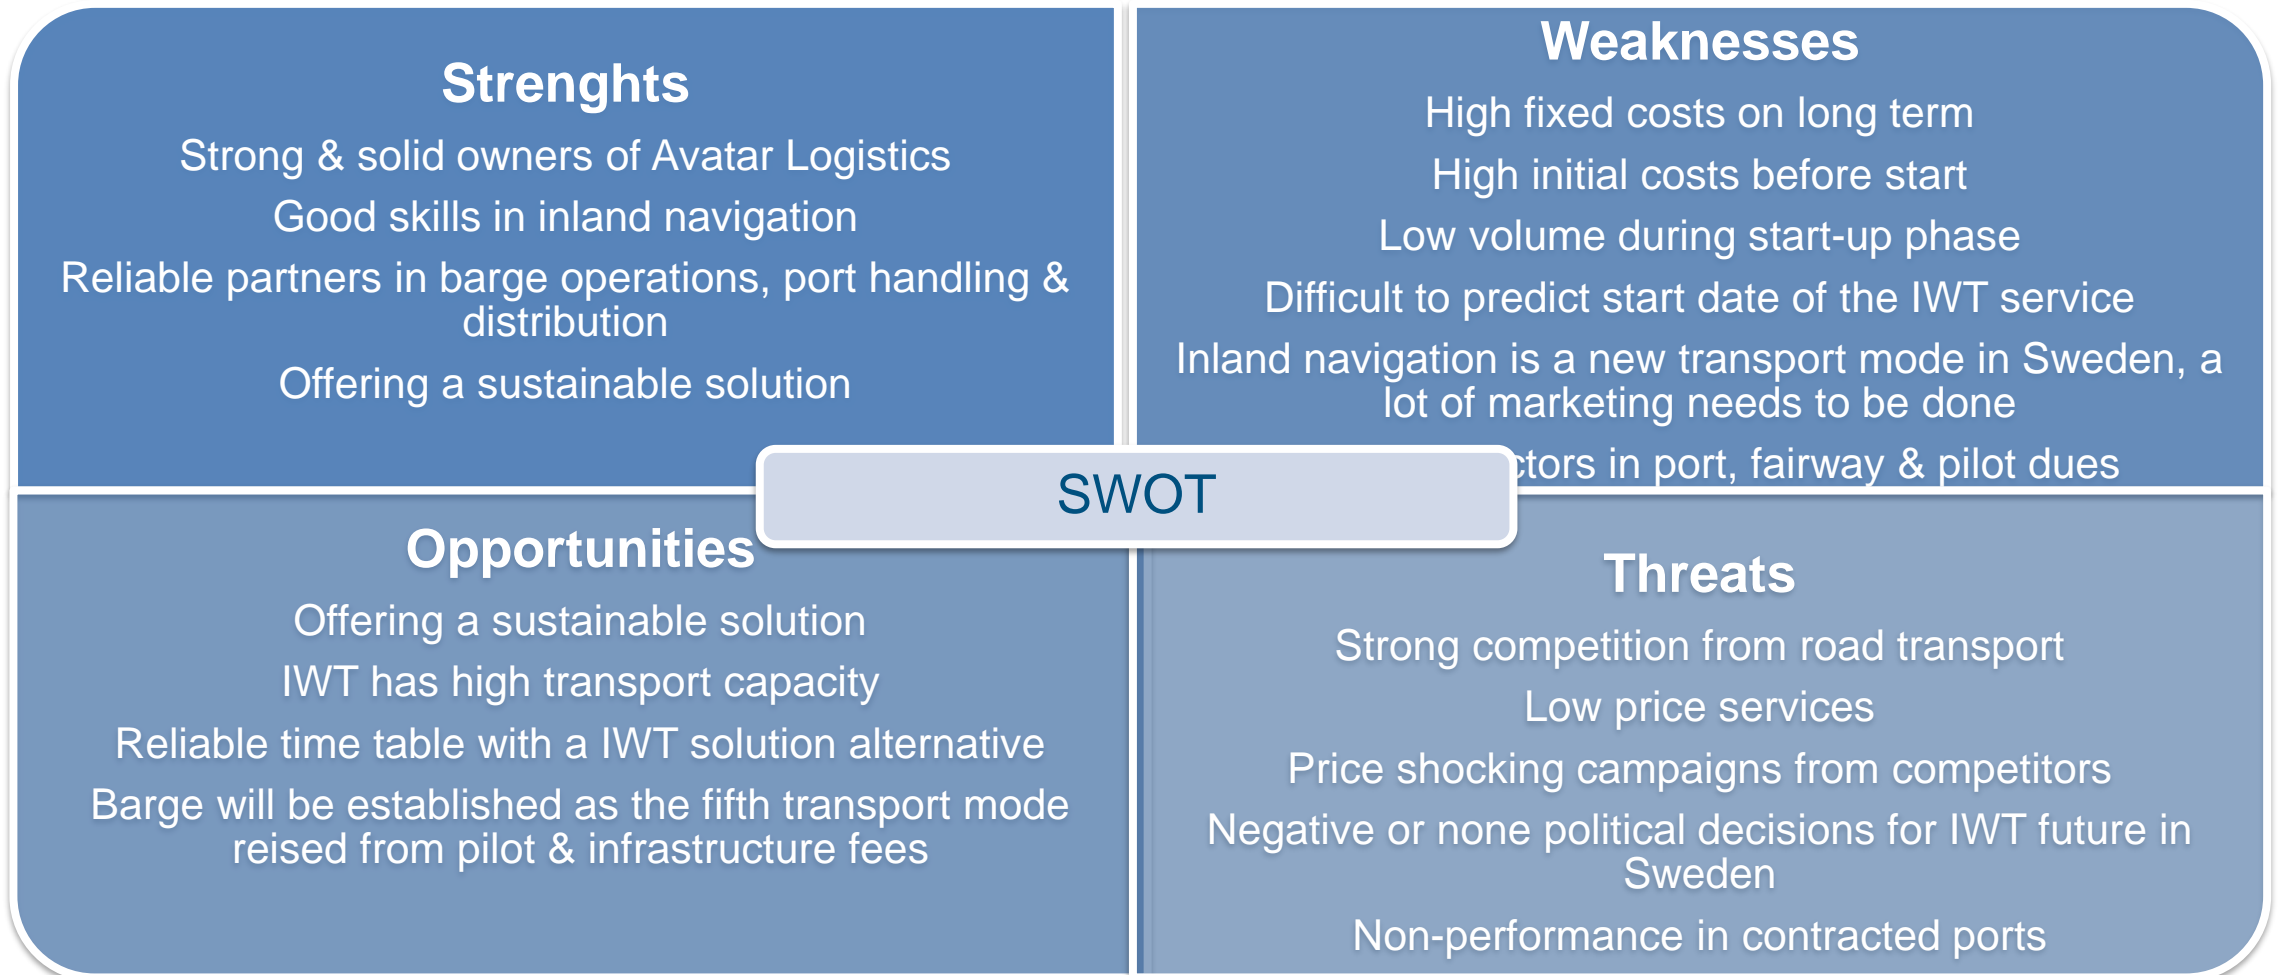 Strenghts
Strong & solid owners of Avatar Logistics
Good skills in inland navigation
Reliable partners in barge operations, port handling &
distribution
Offering a sustainable solution
Weaknesses
High fixed costs on long term
High initial costs before start
Low volume during start-up phase
Difficult to predict start date of the IWT service
Inland navigation is a new transport mode in Sweden, a
lot of marketing needs to be done
in port, fairway & pilot dues
SWOT
Opportunities
Offering a sustainable solution
IWT has high transport capacity
Reliable time table with a IWT solution alternative
Barge will be established as the fifth transport mode
reised from pilot & infrastructure fees
Threats
Strong competition from road transport
Low price services
Price shocking campaigns from competitors
Negative or none political decisions for IWT future in
Sweden
Non-performance in contracted ports